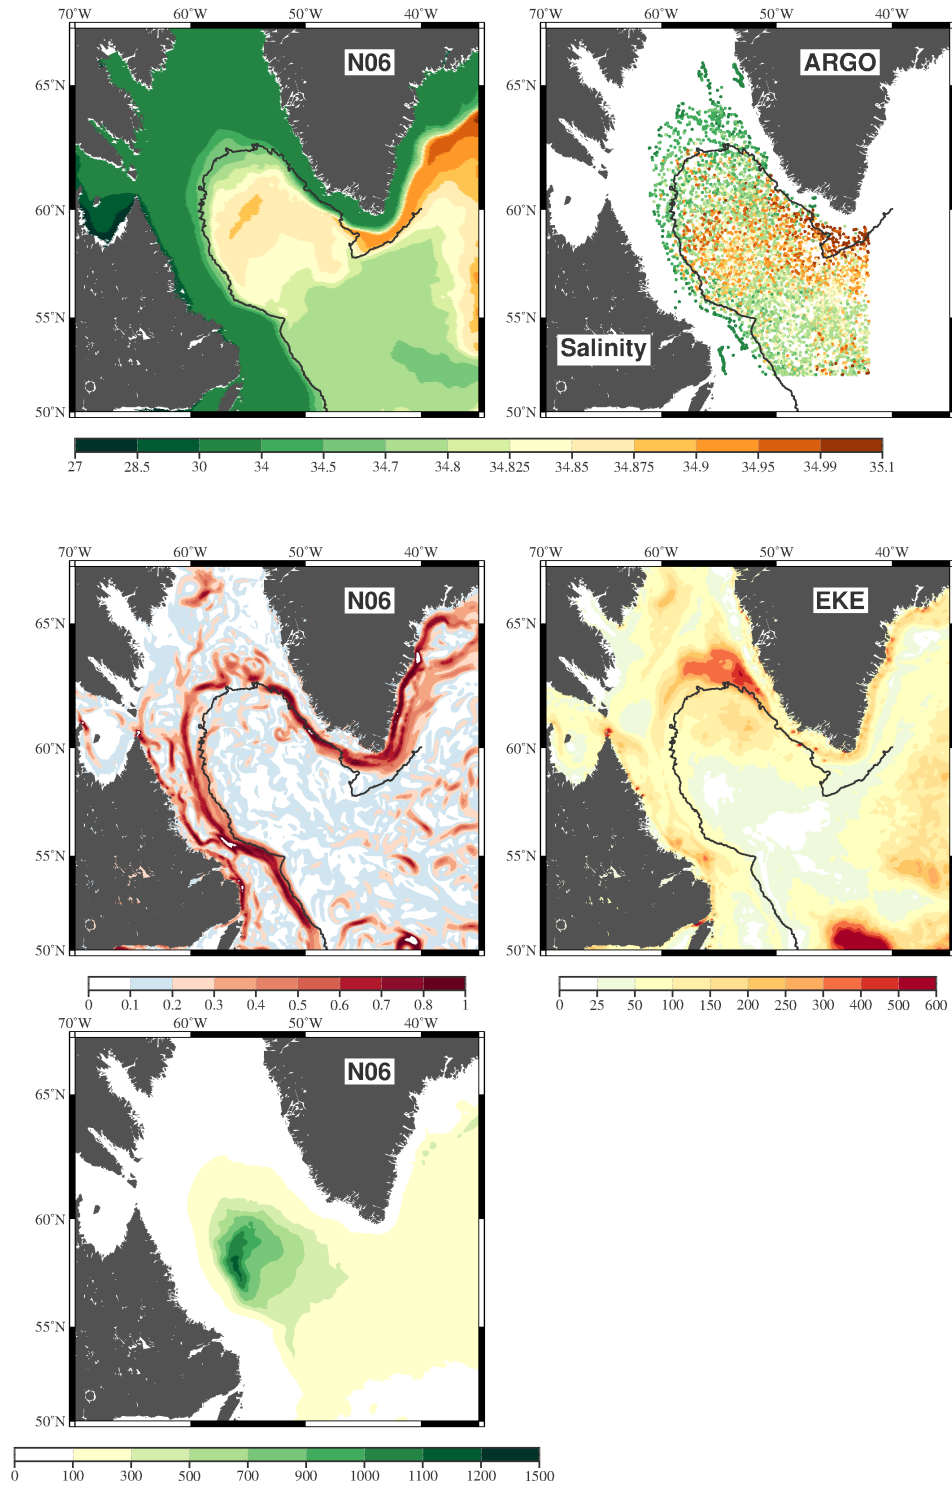 70°W 60°W 50°W 40°W 70°W 60°W 50°W 40°W
N06 ARGO
65°N 65°N
60°N 60°N
55°N 55°N
Salinity
50°N 50°N
27 28.5 30 34 34.5 34.7 34.8 34.825 34.85 34.875 34.9 34.95 34.99 35.1
70°W 60°W 50°W 40°W 70°W 60°W 50°W 40°W
N06 EKE
65°N 65°N
60°N 60°N
55°N 55°N
50°N 50°N
0 0.1 0.2 0.3 0.4 0.5 0.6 0.7 0.8 1 0 25 50 100 150 200 250 300 400 500 600
70°W 60°W 50°W 40°W
N06
65°N
60°N
55°N
50°N
0 100 300 500 700 900 1000 1100 1200 1500